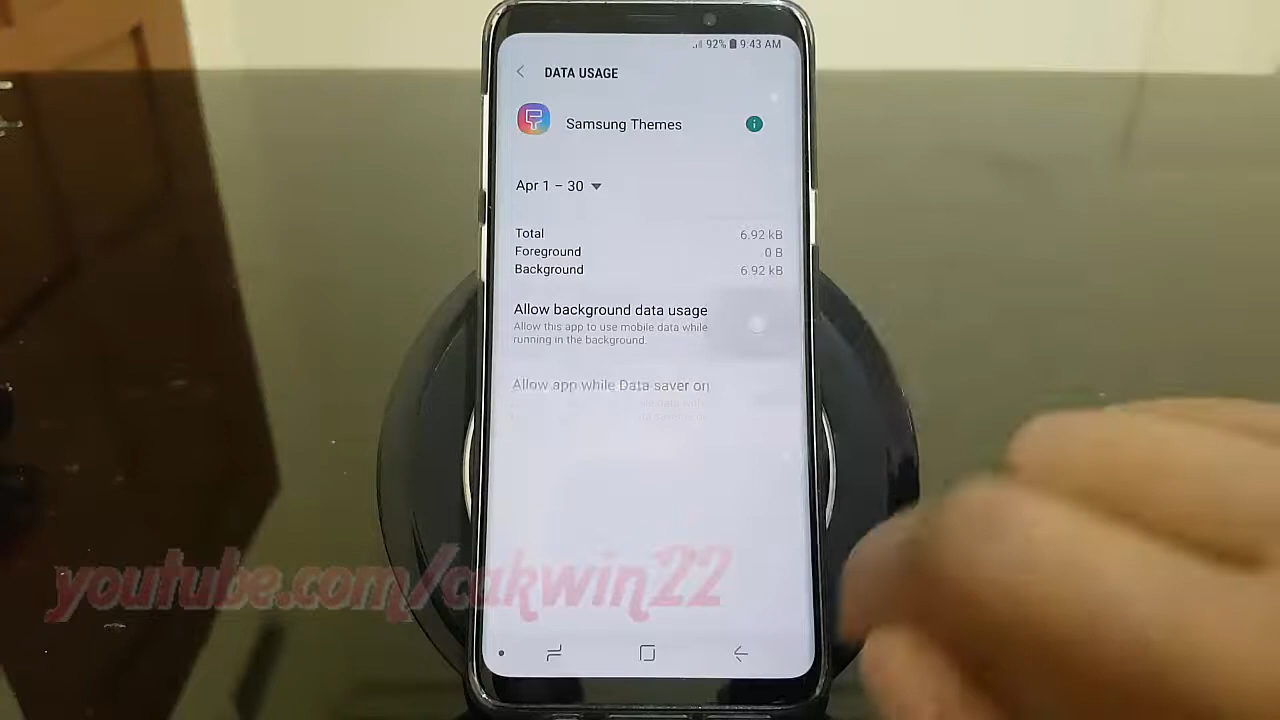 92% 9:43 AM
DATA USAGE
Samsung Themes
Apr 1 – 30
Total 6.92 kB
Foreground 0 B
Background 6.92 kB
Allow background data usage
Allow this app to use mobile data while
running in the background.
Allow app while Data saver on
youtube.com/cakwin22